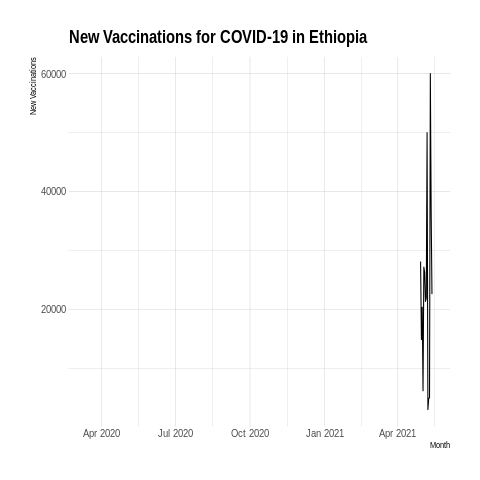 New Vaccinations for COVID-19 in Ethiopia
New Vaccinations
60000
40000
20000
Apr 2020 Jul 2020 Oct 2020 Jan 2021 Apr 2021
Month